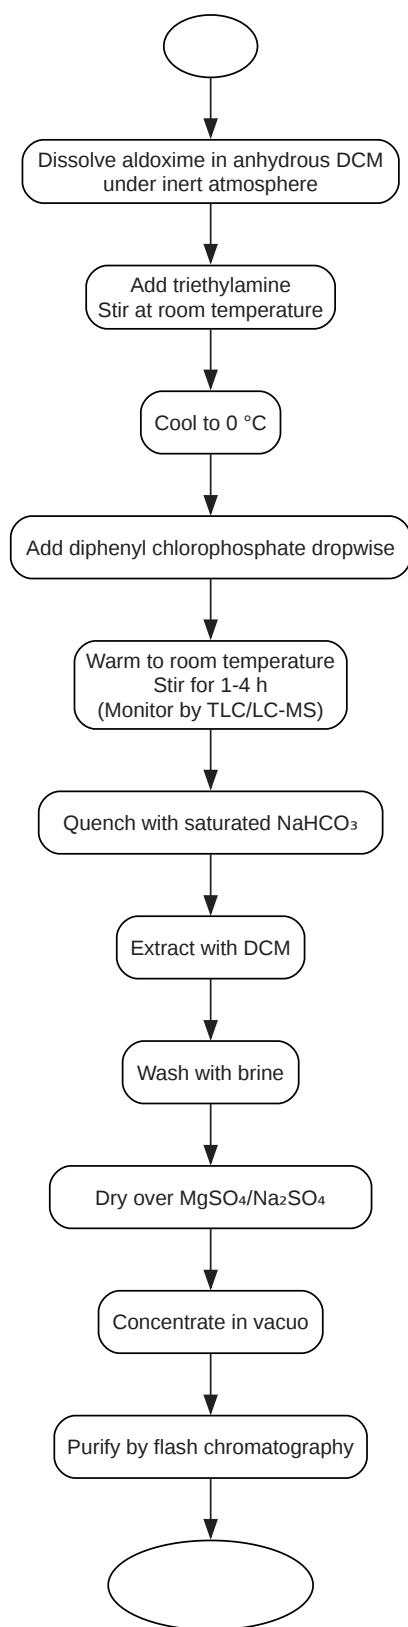 Dissolve aldoxime in anhydrous DCM
under inert atmosphere
Add triethylamine
Stir at room temperature
Cool to 0 °C
Add diphenyl chlorophosphate dropwise
Warm to room temperature
Stir for 1-4 h
(Monitor by TLC/LC-MS)
Quench with saturated NaHCO₃
Extract with DCM
Wash with brine
Dry over MgSO₄/Na₂SO₄
Concentrate in vacuo
Purify by flash chromatography